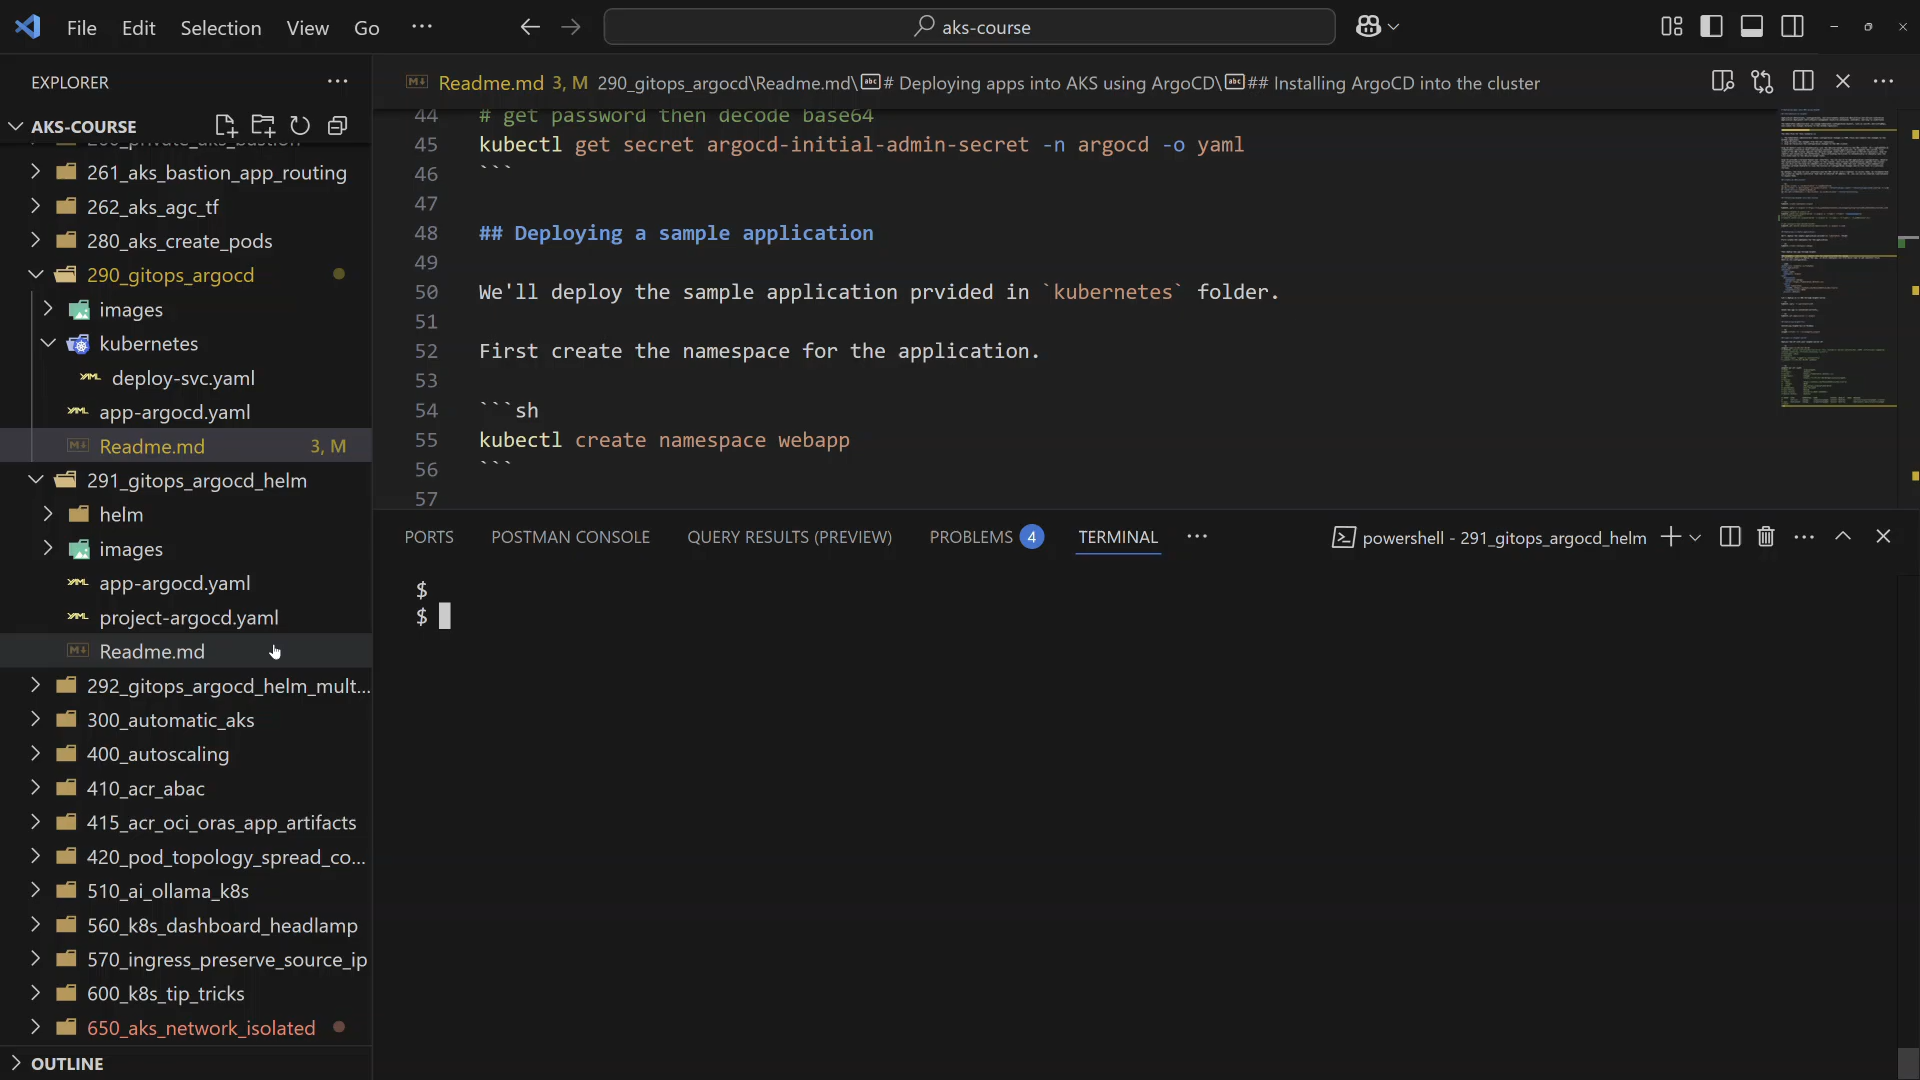 File Edit Selection View Go ··· aks-course
EXPLORER ···
AKS-COURSE
260_private_aks_bastion
261_aks_bastion_app_routing
262_aks_agc_tf
280_aks_create_pods
290_gitops_argocd
images
kubernetes
deploy-svc.yaml
app-argocd.yaml
Readme.md 3, M
291_gitops_argocd_helm
helm
images
app-argocd.yaml
project-argocd.yaml
Readme.md
292_gitops_argocd_helm_mult...
300_automatic_aks
400_autoscaling
410_acr_abac
415_acr_oci_oras_app_artifacts
420_pod_topology_spread_co...
510_ai_ollama_k8s
560_k8s_dashboard_headlamp
570_ingress_preserve_source_ip
600_k8s_tip_tricks
650_aks_network_isolated
OUTLINE
Readme.md 3, M 290_gitops_argocd\Readme.md\# Deploying apps into AKS using ArgoCD\## Installing ArgoCD into the cluster
44 # get password then decode base64
45 kubectl get secret argocd-initial-admin-secret -n argocd -o yaml
46 ```
47
48 ## Deploying a sample application
49
50 We'll deploy the sample application prvided in `kubernetes` folder.
51
52 First create the namespace for the application.
53
54 ```sh
55 kubectl create namespace webapp
56 ```
57
PORTS POSTMAN CONSOLE QUERY RESULTS (PREVIEW) PROBLEMS 4 TERMINAL ··· powershell - 291_gitops_argocd_helm
$
$